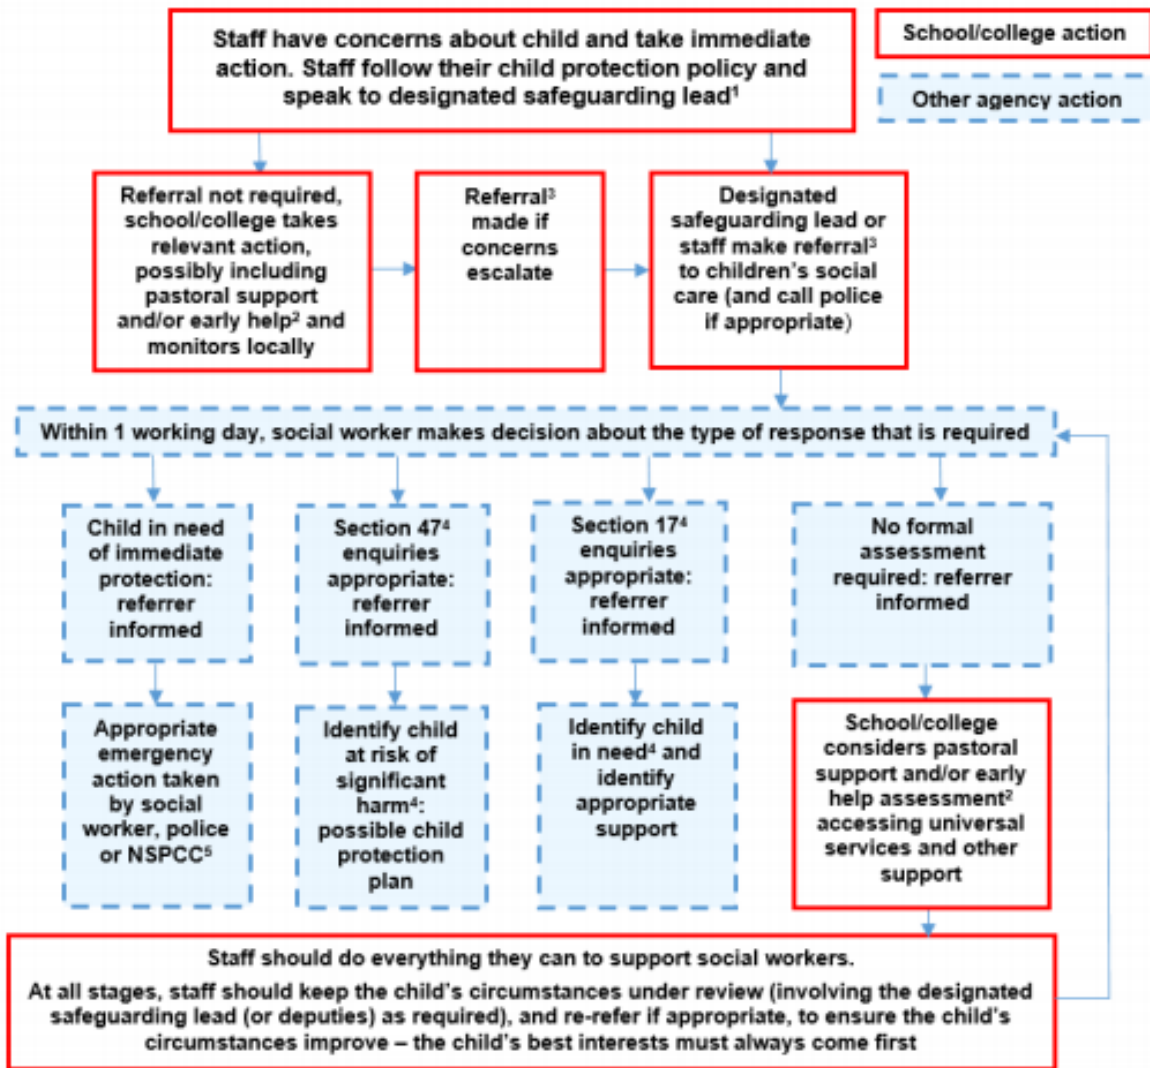 Staff have concerns about child and take immediate
action. Staff follow their child protection policy and
speak to designated safeguarding lead¹
School/college action
Other agency action
Referral not required,
school/college takes
relevant action,
possibly including
pastoral support
and/or early help² and
monitors locally
Referral³
made if
concerns
escalate
Designated
safeguarding lead or
staff make referral³
to children’s social
care (and call police
if appropriate)
Within 1 working day, social worker makes decision about the type of response that is required
Child in need
of immediate
protection:
referrer
informed
Section 47⁴
enquiries
appropriate:
referrer
informed
Section 17⁴
enquiries
appropriate:
referrer
informed
No formal
assessment
required: referrer
informed
Appropriate
emergency
action taken
by social
worker, police
or NSPCC⁵
Identify child
at risk of
significant
harm⁴:
possible child
protection
plan
Identify child
in need⁴ and
identify
appropriate
support
School/college
considers pastoral
support and/or early
help assessment²
accessing universal
services and other
support
Staff should do everything they can to support social workers.
At all stages, staff should keep the child’s circumstances under review (involving the designated
safeguarding lead (or deputies) as required), and re-refer if appropriate, to ensure the child’s
circumstances improve – the child’s best interests must always come first